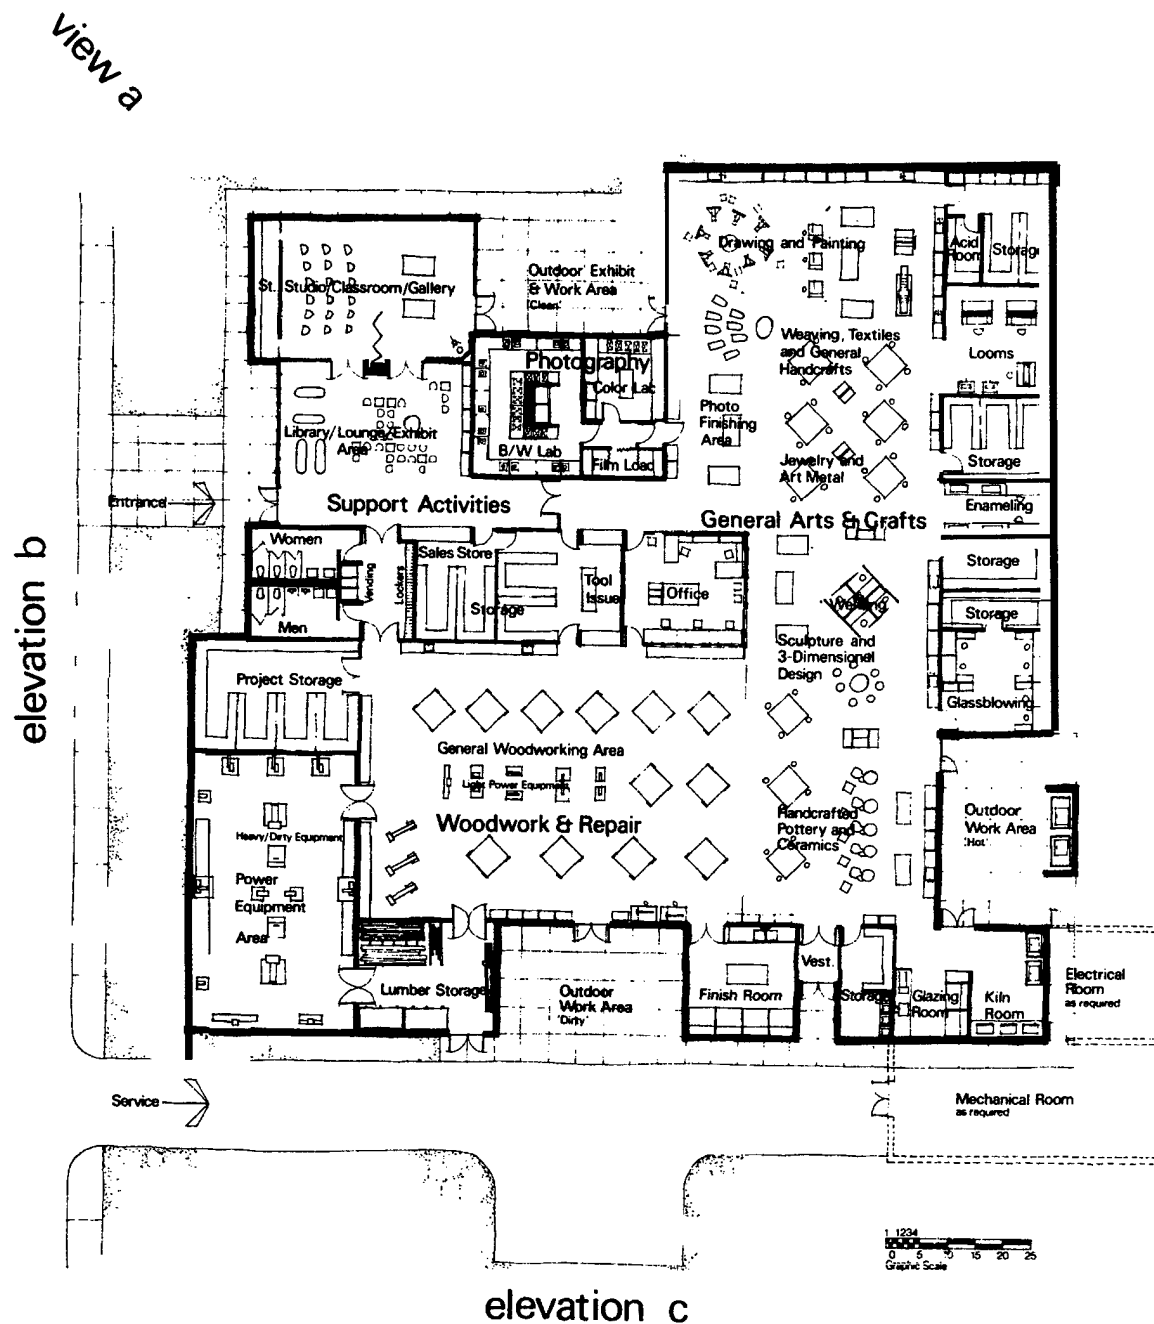 view a
Drawing and Painting
Acid
Room
Storage
Outdoor Exhibit
& Work Area
'Clean'
St. Studio/Classroom/Gallery
Weaving, Textiles
and General
Handcrafts
Looms
Photography
Color Lab
Photo
Finishing
Area
Library/Lounge/Exhibit
Area
B/W Lab
Film Load
Jewelry and
Art Metal
Storage
Entrance
Support Activities
General Arts & Crafts
Enameling
elevation b
Women
Vending
Lockers
Sales Store
Storage
Tool
Issue
Office
Storage
Welding
Storage
Men
Sculpture and
3-Dimensional
Design
Project Storage
Glassblowing
General Woodworking Area
Light Power Equipment
Woodwork & Repair
Handcrafted
Pottery and
Ceramics
Outdoor
Work Area
'Hot'
Heavy/Dirty Equipment
Power
Equipment
Area
Vest.
Lumber Storage
Outdoor
Work Area
'Dirty'
Finish Room
Storage
Glazing
Room
Kiln
Room
Electrical
Room
as required
Service
Mechanical Room
as required
1 1234
0 5 10 15 20 25
Graphic Scale
elevation c